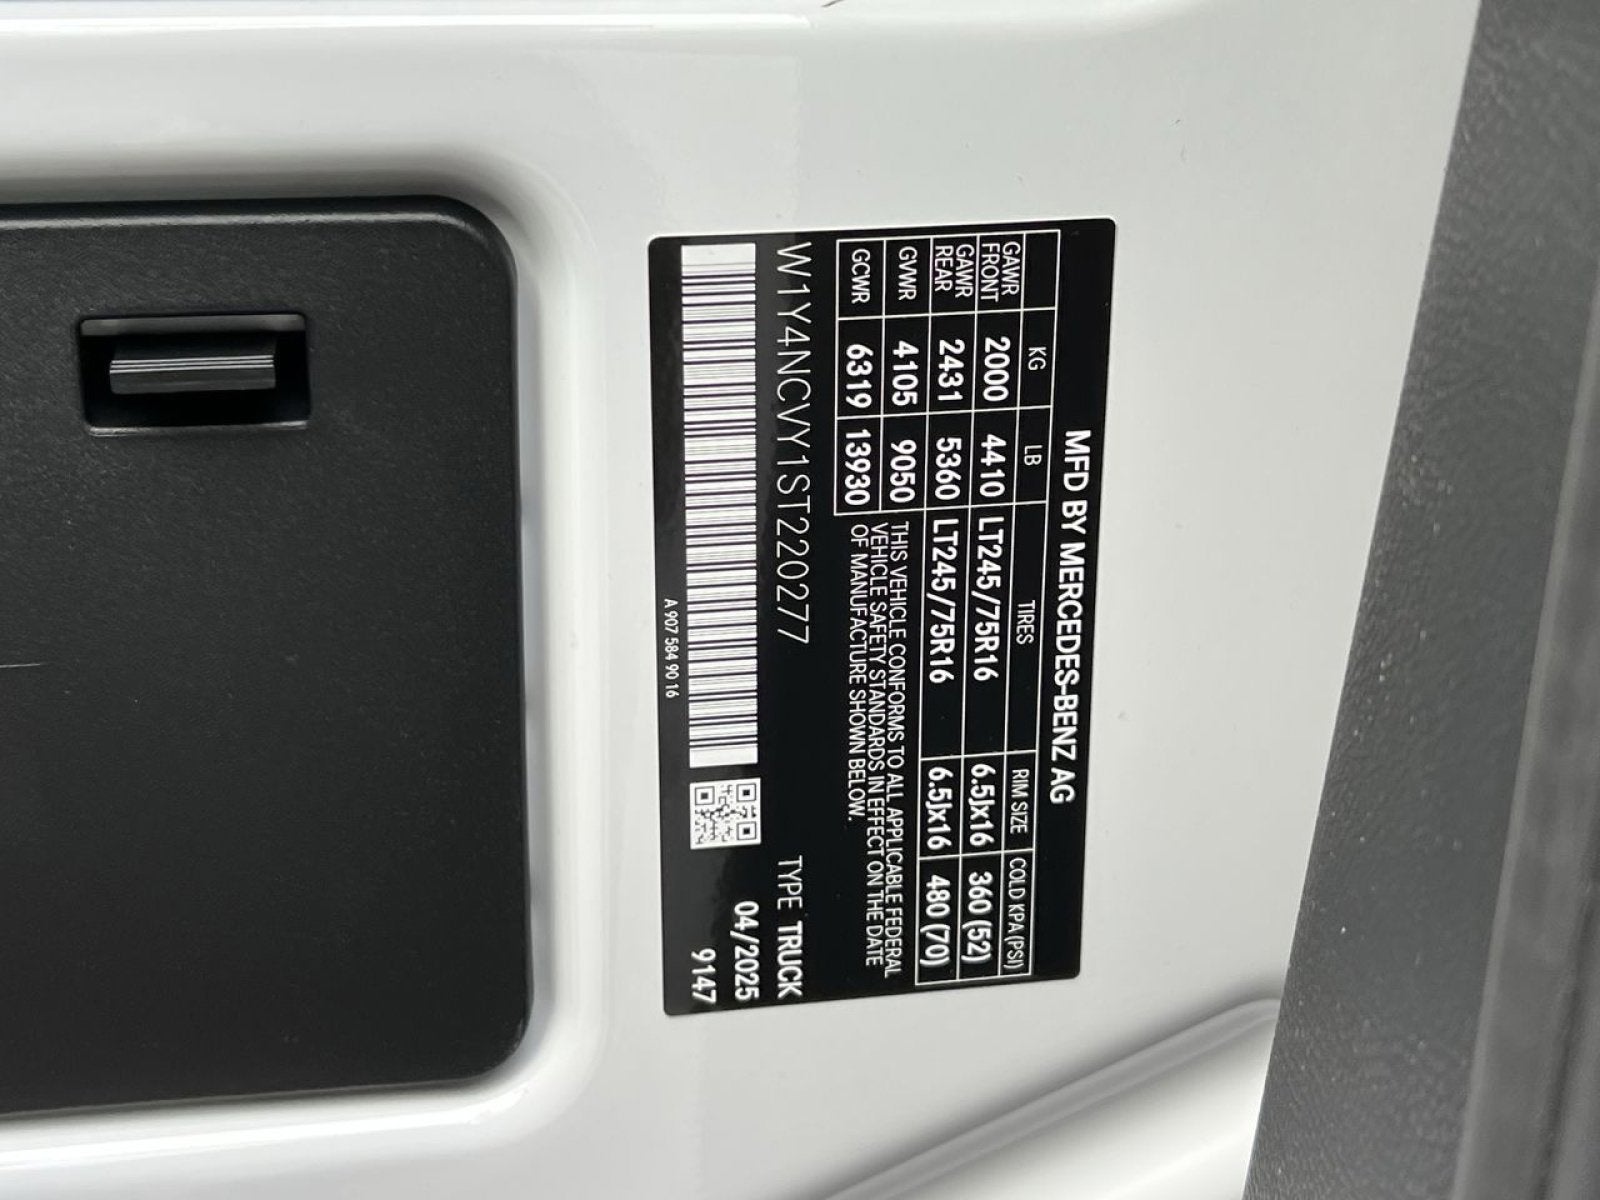 MFD BY MERCEDES-BENZ AG
KG LB TIRES RIM SIZE COLD KPA (PSI)
GAWR FRONT 2000 4410 LT245/75R16 6.5Jx16 360 (52)
GAWR REAR 2431 5360 LT245/75R16 6.5Jx16 480 (70)
GVWR 4105 9050
GCWR 6319 13930
THIS VEHICLE CONFORMS TO ALL APPLICABLE FEDERAL
VEHICLE SAFETY STANDARDS IN EFFECT ON THE DATE
OF MANUFACTURE SHOWN BELOW.
W1Y4NCVY1ST220277 TYPE TRUCK
04/2025
9147
A 907 584 90 16